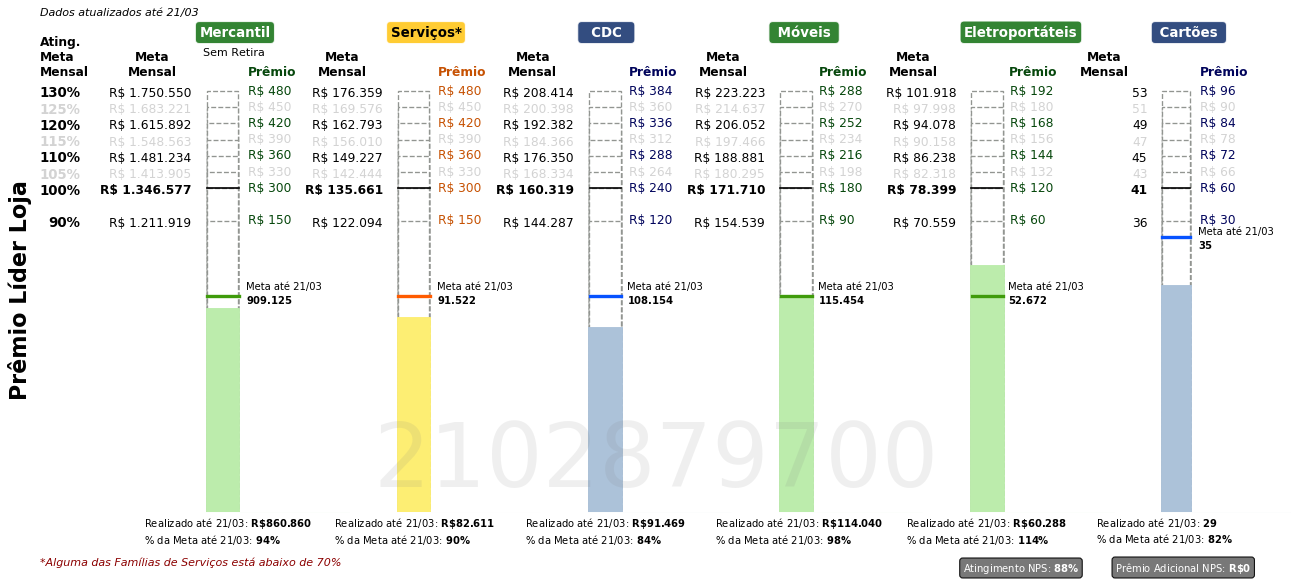 Dados atualizados até 21/03
Mercantil Serviços* CDC Móveis Eletroportáteis Cartões
Sem Retira
Ating. Meta Mensal
Meta Mensal Prêmio Meta Mensal Prêmio Meta Mensal Prêmio Meta Mensal Prêmio Meta Mensal Prêmio Meta Mensal Prêmio
130% R$ 1.750.550 R$ 480 R$ 176.359 R$ 480 R$ 208.414 R$ 384 R$ 223.223 R$ 288 R$ 101.918 R$ 192 53 R$ 96
125% R$ 1.683.221 R$ 450 R$ 169.576 R$ 450 R$ 200.398 R$ 360 R$ 214.637 R$ 270 R$ 97.998 R$ 180 51 R$ 90
120% R$ 1.615.892 R$ 420 R$ 162.793 R$ 420 R$ 192.382 R$ 336 R$ 206.052 R$ 252 R$ 94.078 R$ 168 49 R$ 84
115% R$ 1.548.563 R$ 390 R$ 156.010 R$ 390 R$ 184.366 R$ 312 R$ 197.466 R$ 234 R$ 90.158 R$ 156 47 R$ 78
110% R$ 1.481.234 R$ 360 R$ 149.227 R$ 360 R$ 176.350 R$ 288 R$ 188.881 R$ 216 R$ 86.238 R$ 144 45 R$ 72
105% R$ 1.413.905 R$ 330 R$ 142.444 R$ 330 R$ 168.334 R$ 264 R$ 180.295 R$ 198 R$ 82.318 R$ 132 43 R$ 66
100% R$ 1.346.577 R$ 300 R$ 135.661 R$ 300 R$ 160.319 R$ 240 R$ 171.710 R$ 180 R$ 78.399 R$ 120 41 R$ 60
90% R$ 1.211.919 R$ 150 R$ 122.094 R$ 150 R$ 144.287 R$ 120 R$ 154.539 R$ 90 R$ 70.559 R$ 60 36 R$ 30
Meta até 21/03
35
Meta até 21/03 Meta até 21/03 Meta até 21/03 Meta até 21/03 Meta até 21/03
909.125 91.522 108.154 115.454 52.672
Prêmio Líder Loja
2102879700
Realizado até 21/03: R$860.860 Realizado até 21/03: R$82.611 Realizado até 21/03: R$91.469 Realizado até 21/03: R$114.040 Realizado até 21/03: R$60.288 Realizado até 21/03: 29
% da Meta até 21/03: 94% % da Meta até 21/03: 90% % da Meta até 21/03: 84% % da Meta até 21/03: 98% % da Meta até 21/03: 114% % da Meta até 21/03: 82%
*Alguma das Famílias de Serviços está abaixo de 70%
Atingimento NPS: 88% Prêmio Adicional NPS: R$0